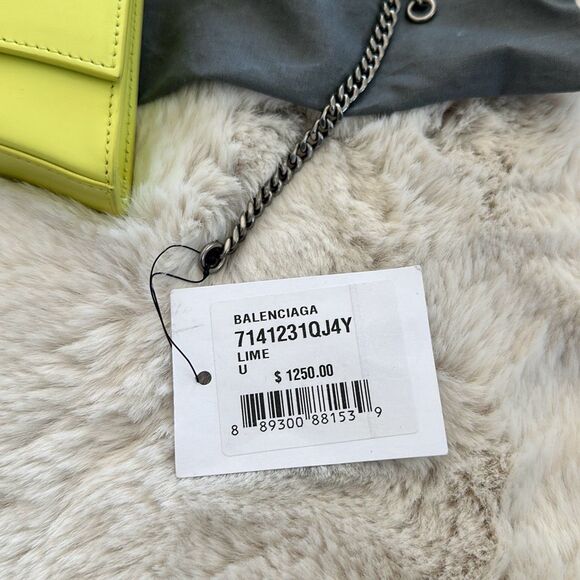 BALENCIAGA
7141231QJ4Y
LIME
U $ 1250.00
8 89300 88153 9